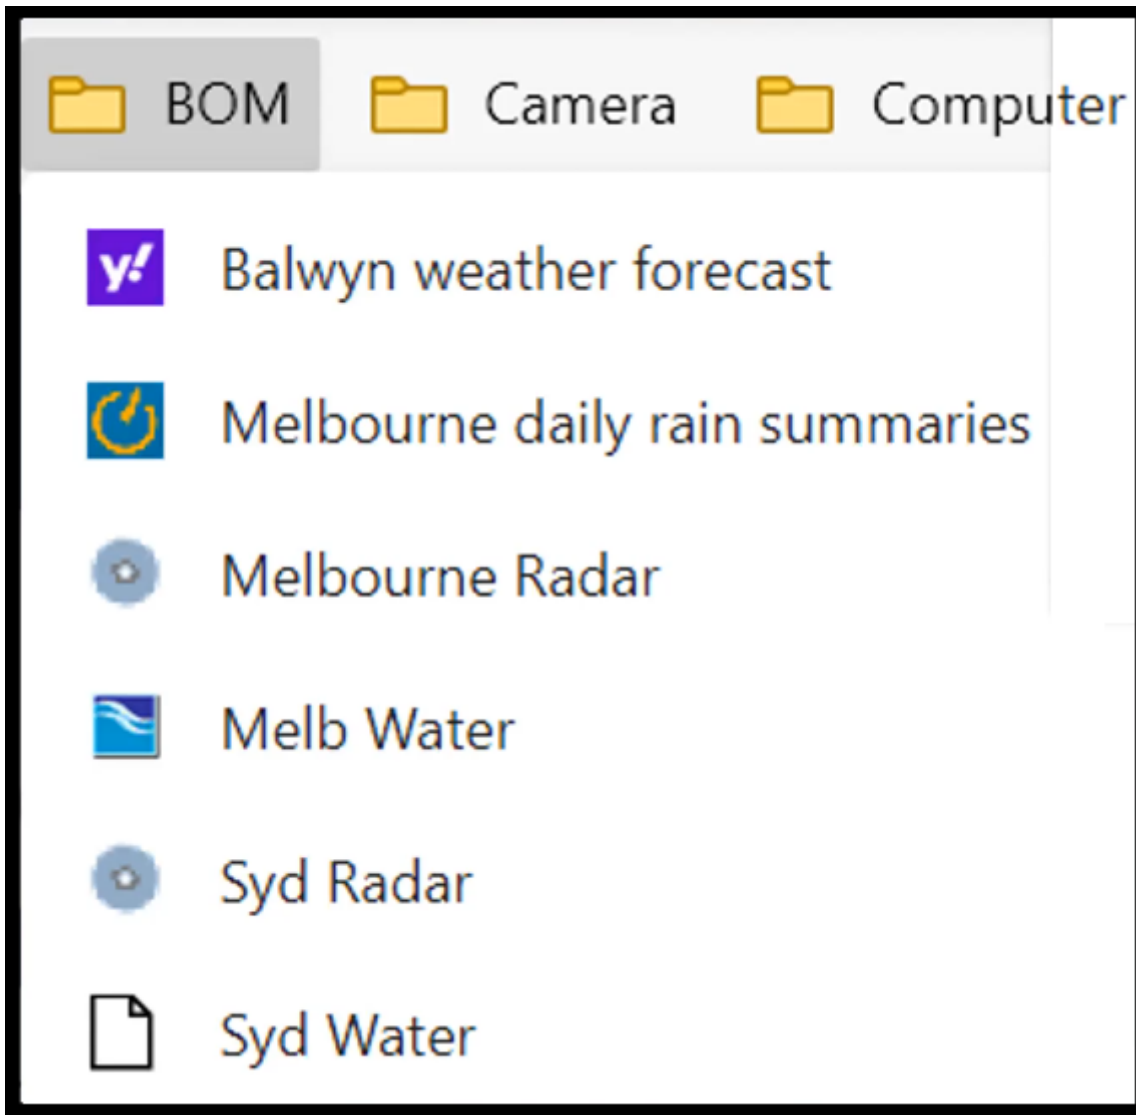 BOM Camera Computer
y!
Balwyn weather forecast
Melbourne daily rain summaries
Melbourne Radar
Melb Water
Syd Radar
Syd Water